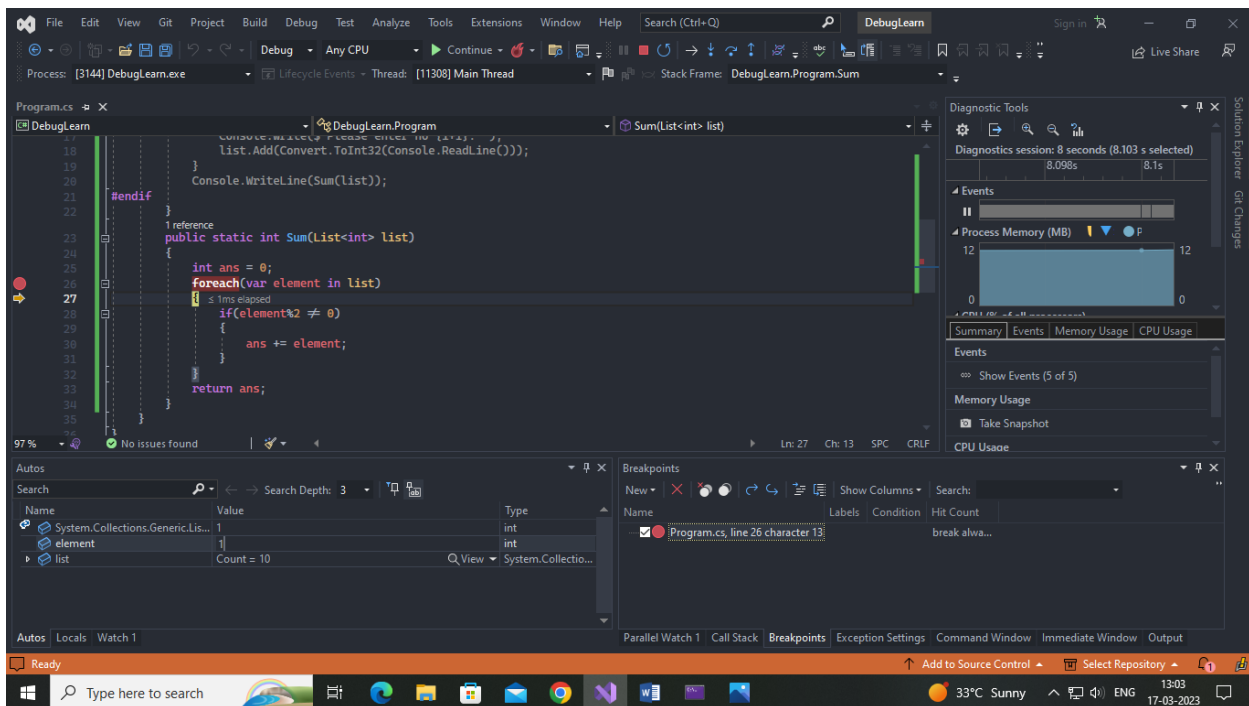 File Edit View Git Project Build Debug Test Analyze Tools Extensions Window Help Search (Ctrl+Q) DebugLearn Sign in
Debug Any CPU Continue Live Share
Process: [3144] DebugLearn.exe Lifecycle Events Thread: [11308] Main Thread Stack Frame: DebugLearn.Program.Sum
Program.cs
DebugLearn DebugLearn.Program Sum(List<int> list)
17 Console.Write($"Please enter no {i+1}: ");
18 list.Add(Convert.ToInt32(Console.ReadLine()));
19 }
20 Console.WriteLine(Sum(list));
21 #endif
22 }
1 reference
23 public static int Sum(List<int> list)
24 {
25 int ans = 0;
26 foreach(var element in list)
27 { ≤ 1ms elapsed
28 if(element%2 ≠ 0)
29 {
30 ans += element;
31 }
32 }
33 return ans;
34 }
35 }
36 }
97 % No issues found Ln: 27 Ch: 13 SPC CRLF
Diagnostic Tools
Diagnostics session: 8 seconds (8.103 s selected)
8.098s 8.1s
Events
Process Memory (MB) P
12 12
0 0
Summary Events Memory Usage CPU Usage
Events
Show Events (5 of 5)
Memory Usage
Take Snapshot
CPU Usage
Solution Explorer
Git Changes
Autos
Search Search Depth: 3
Name Value Type
System.Collections.Generic.Lis... 1 int
element 1 int
list Count = 10 View System.Collectio...
Autos Locals Watch 1
Breakpoints
New Show Columns Search:
Name Labels Condition Hit Count
Program.cs, line 26 character 13 break alwa...
Parallel Watch 1 Call Stack Breakpoints Exception Settings Command Window Immediate Window Output
Ready Add to Source Control Select Repository 1
Type here to search 33°C Sunny ENG 13:03
17-03-2023